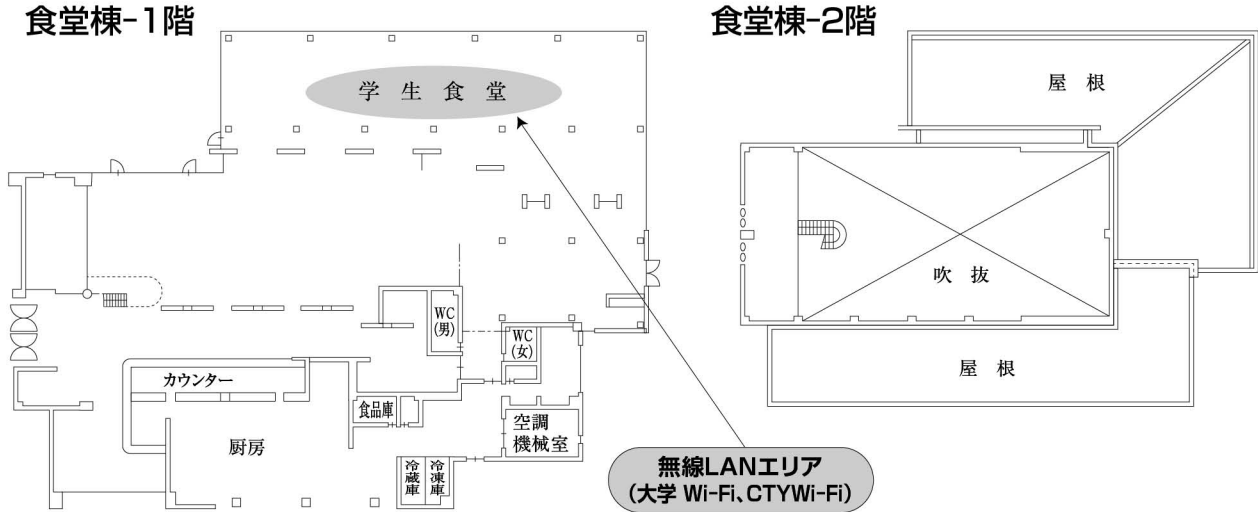 食堂棟-1階
学生食堂
WC
(男)
WC
(女)
カウンター
食品庫
厨房
空調
機械室
冷蔵庫
冷凍庫
無線LANエリア
(大学 Wi-Fi、CTYWi-Fi)
食堂棟-2階
屋根
吹抜
屋根